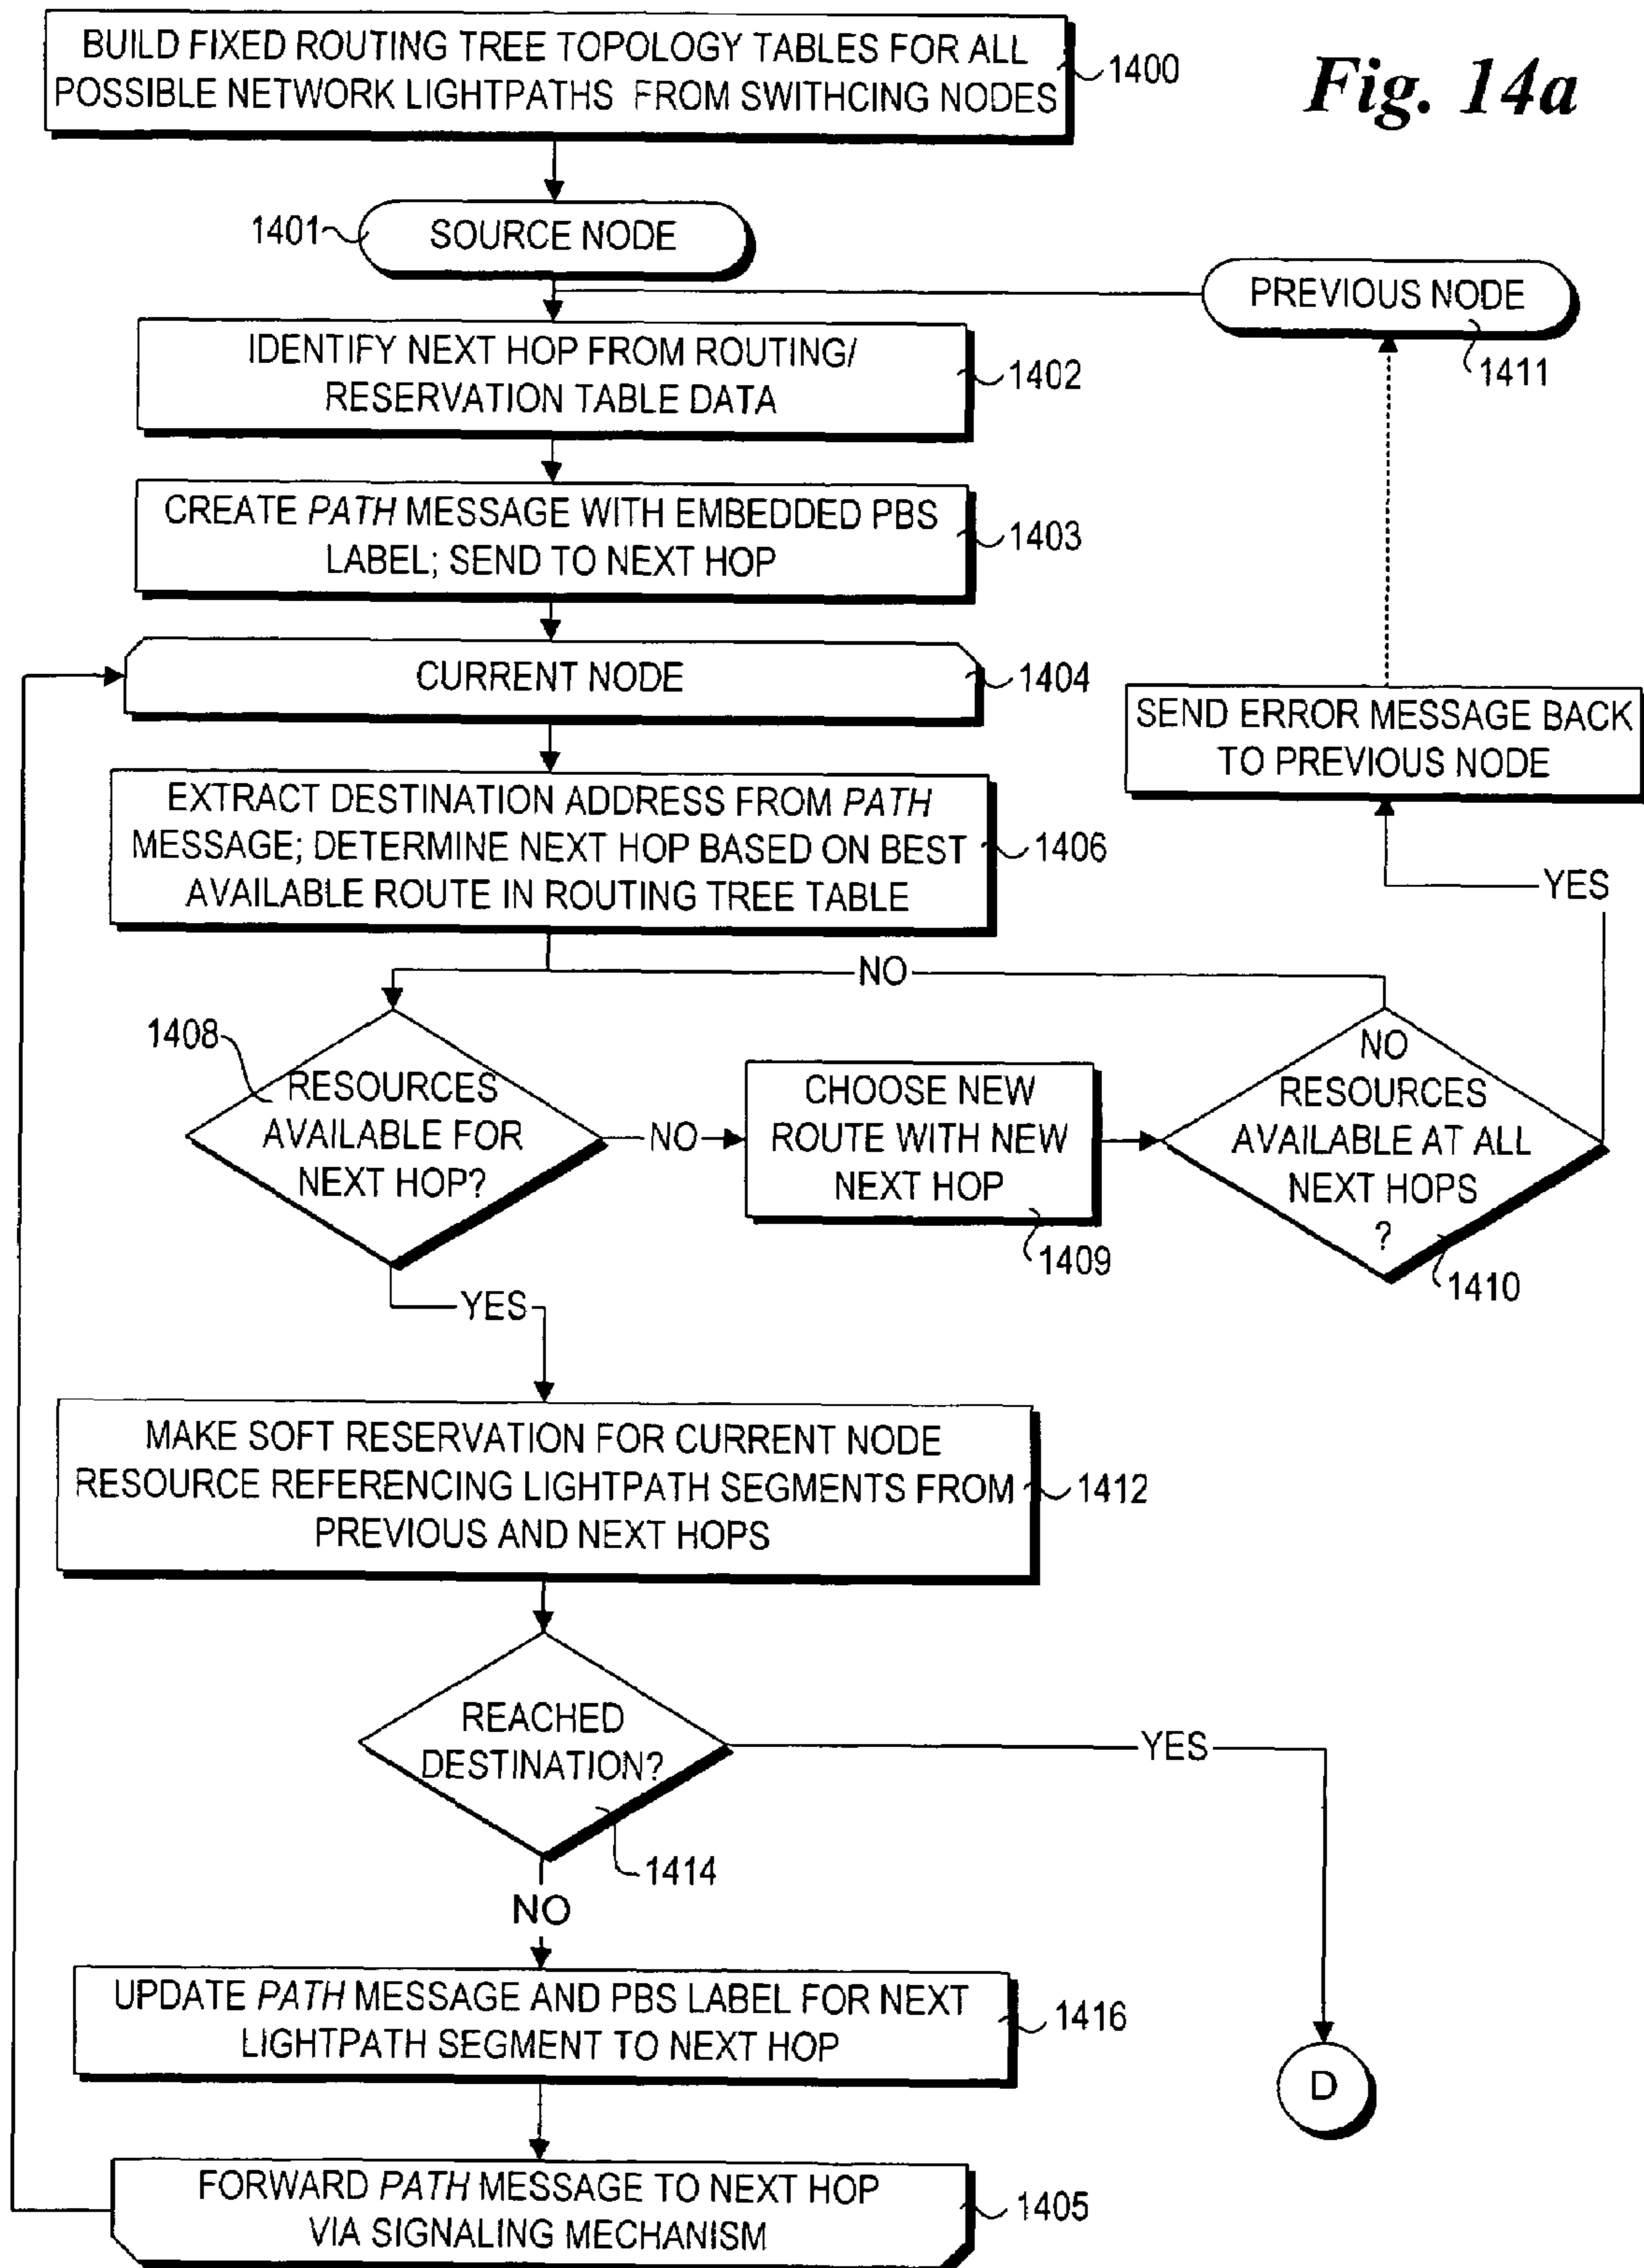 BUILD FIXED ROUTING TREE TOPOLOGY TABLES FOR ALL
POSSIBLE NETWORK LIGHTPATHS FROM SWITHCING NODES
1400
Fig. 14a
1401
SOURCE NODE
PREVIOUS NODE
1411
IDENTIFY NEXT HOP FROM ROUTING/
RESERVATION TABLE DATA
1402
CREATE PATH MESSAGE WITH EMBEDDED PBS
LABEL; SEND TO NEXT HOP
1403
CURRENT NODE
1404
SEND ERROR MESSAGE BACK
TO PREVIOUS NODE
EXTRACT DESTINATION ADDRESS FROM PATH
MESSAGE; DETERMINE NEXT HOP BASED ON BEST
AVAILABLE ROUTE IN ROUTING TREE TABLE
1406
YES
NO
1408
RESOURCES
AVAILABLE FOR
NEXT HOP?
NO
CHOOSE NEW
ROUTE WITH NEW
NEXT HOP
1409
NO
RESOURCES
AVAILABLE AT ALL
NEXT HOPS
?
1410
YES
MAKE SOFT RESERVATION FOR CURRENT NODE
RESOURCE REFERENCING LIGHTPATH SEGMENTS FROM
PREVIOUS AND NEXT HOPS
1412
REACHED
DESTINATION?
1414
YES
NO
UPDATE PATH MESSAGE AND PBS LABEL FOR NEXT
LIGHTPATH SEGMENT TO NEXT HOP
1416
D
FORWARD PATH MESSAGE TO NEXT HOP
VIA SIGNALING MECHANISM
1405